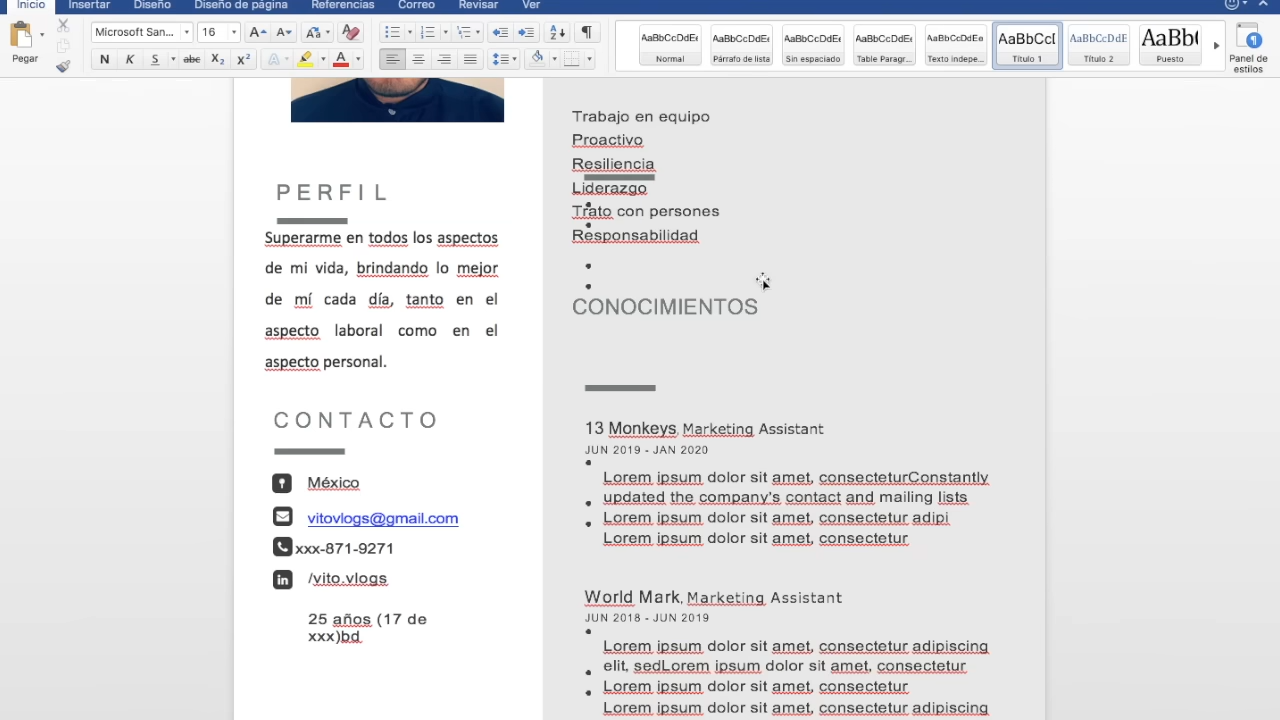 Inicio Insertar Diseño Diseño de página Referencias Correo Revisar Ver
Pegar
Microsoft San... 16
N K S abc X₂ X² A A
AaBbCcDdEe AaBbCcDdEe AaBbCcDdEe AaBbCcDdEe AaBbCcDdEe AaBbCcI AaBbCcDdE AaBb(
Normal Párrafo de lista Sin espaciado Table Paragr... Texto indepe... Título 1 Título 2 Puesto
Panel de
estilos
PERFIL
Superarme en todos los aspectos
de mi vida, brindando lo mejor
de mí cada día, tanto en el
aspecto laboral como en el
aspecto personal.
CONTACTO
México
vitovlogs@gmail.com
xxx-871-9271
in /vito.vlogs
25 años (17 de
xxx)bd
Trabajo en equipo
Proactivo
Resiliencia
Liderazgo
Trato con persones
Responsabilidad
CONOCIMIENTOS
13 Monkeys, Marketing Assistant
JUN 2019 - JAN 2020
Lorem ipsum dolor sit amet, consecteturConstantly
updated the company's contact and mailing lists
Lorem ipsum dolor sit amet, consectetur adipi
Lorem ipsum dolor sit amet, consectetur
World Mark, Marketing Assistant
JUN 2018 - JUN 2019
Lorem ipsum dolor sit amet, consectetur adipiscing
elit, sedLorem ipsum dolor sit amet, consectetur
Lorem ipsum dolor sit amet, consectetur
Lorem ipsum dolor sit amet, consectetur adipiscing